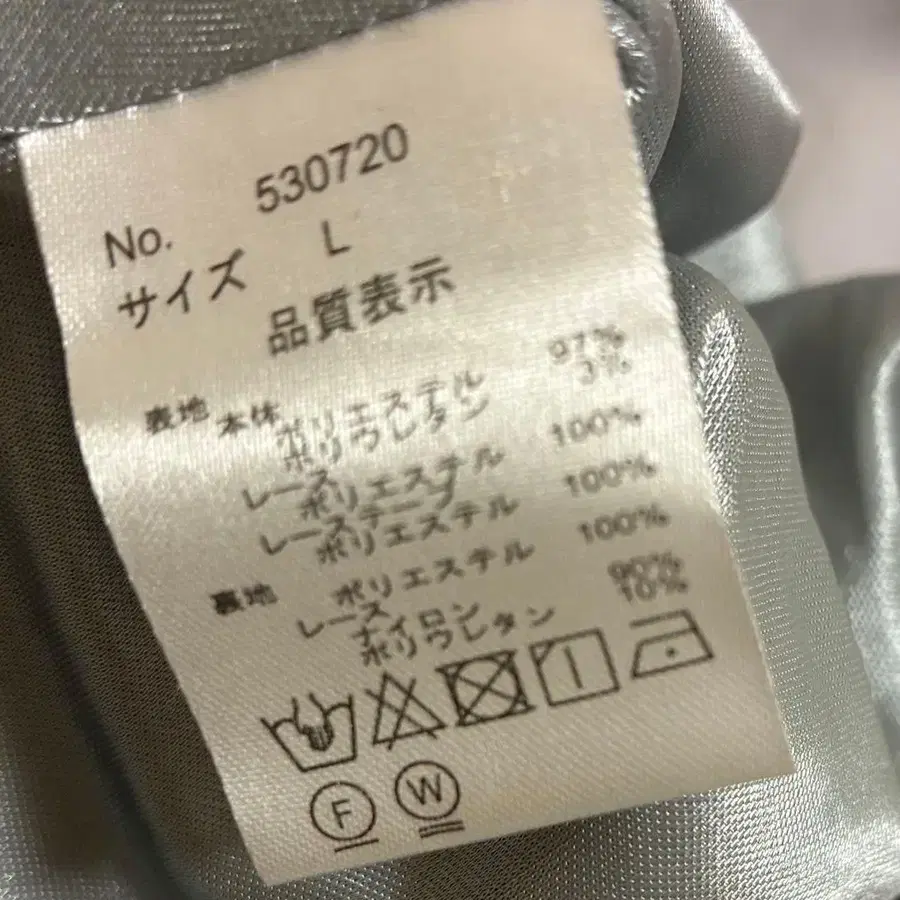 No. 530720
サイズ L
品質表示
表地 本体
ポリエステル 97%
ポリウレタン 3%
レース
ポリエステル 100%
レーステープ
ポリエステル 100%
裏地 ポリエステル 100%
レース
ナイロン 90%
ポリウレタン 10%
F W